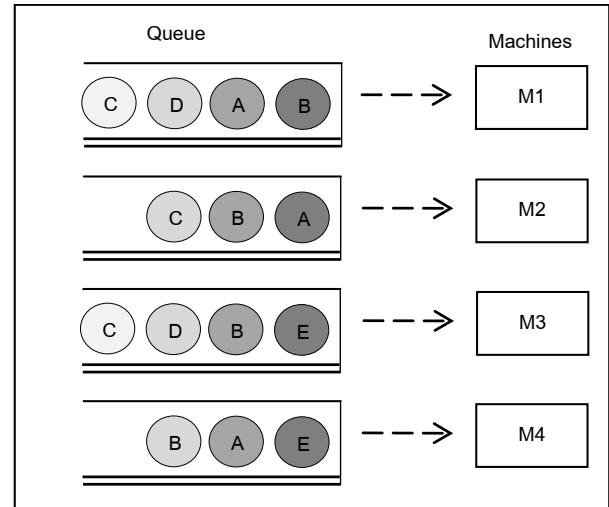 Queue
Machines
C D A B
M1
C B A
M2
C D B E
M3
B A E
M4